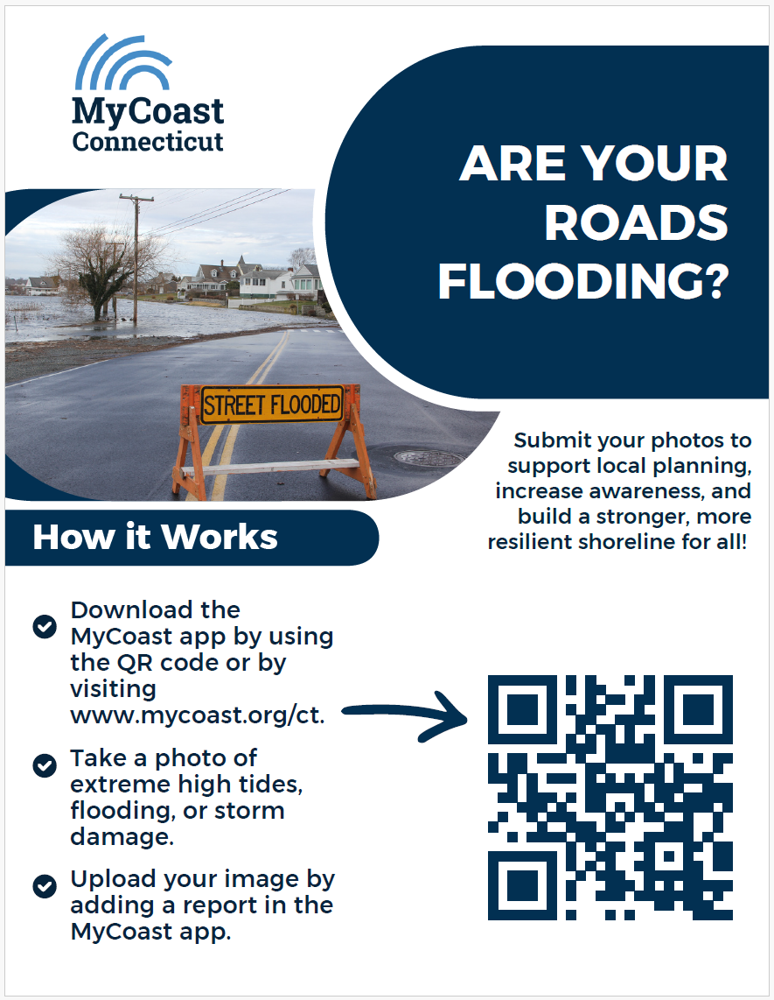 MyCoast
Connecticut
ARE YOUR
ROADS
FLOODING?
STREET FLOODED
Submit your photos to
support local planning,
increase awareness, and
build a stronger, more
resilient shoreline for all!
How it Works
Download the
MyCoast app by using
the QR code or by
visiting
www.mycoast.org/ct.
Take a photo of
extreme high tides,
flooding, or storm
damage.
Upload your image by
adding a report in the
MyCoast app.